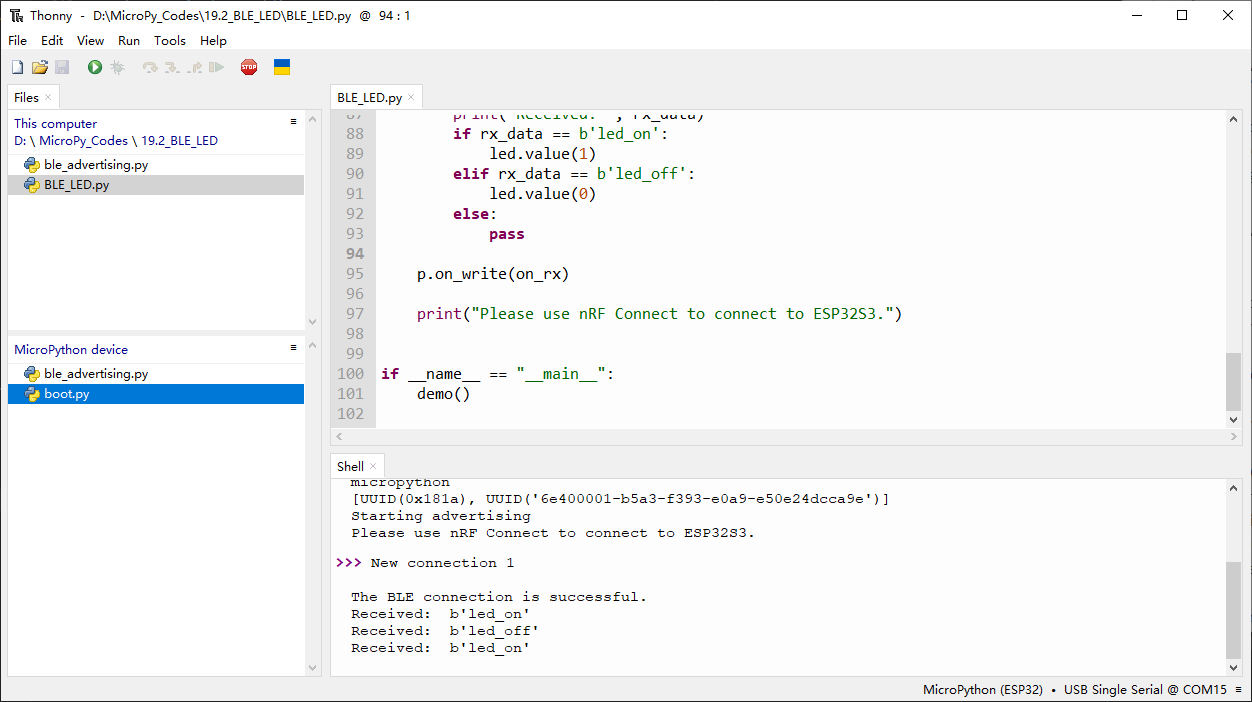 Thonny - D:\MicroPy_Codes\19.2_BLE_LED\BLE_LED.py @ 94 : 1
File Edit View Run Tools Help
STOP
Files ×
This computer
D: \ MicroPy_Codes \ 19.2_BLE_LED
ble_advertising.py
BLE_LED.py
MicroPython device
ble_advertising.py
boot.py
BLE_LED.py ×
87 print("Received: ", rx_data)
88 if rx_data == b'led_on':
89 led.value(1)
90 elif rx_data == b'led_off':
91 led.value(0)
92 else:
93 pass
94
95 p.on_write(on_rx)
96
97 print("Please use nRF Connect to connect to ESP32S3.")
98
99
100 if __name__ == "__main__":
101 demo()
102
Shell ×
micropython
[UUID(0x181a), UUID('6e400001-b5a3-f393-e0a9-e50e24dcca9e')]
Starting advertising
Please use nRF Connect to connect to ESP32S3.
>>> New connection 1
The BLE connection is successful.
Received:  b'led_on'
Received:  b'led_off'
Received:  b'led_on'
MicroPython (ESP32) • USB Single Serial @ COM15 ≡